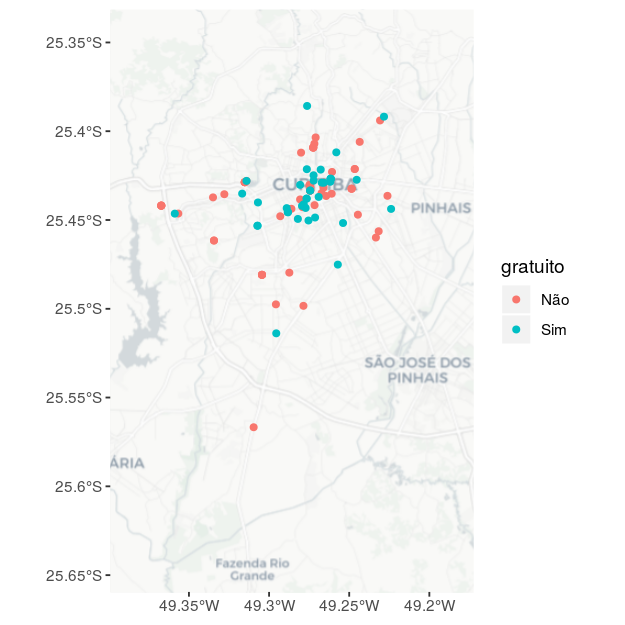 25.35°S
25.4°S
25.45°S
25.5°S
25.55°S
25.6°S
25.65°S
CURITIBA
PINHAIS
SÃO JOSÉ DOS
PINHAIS
ÁRIA
Fazenda Rio
Grande
49.35°W
49.3°W
49.25°W
49.2°W
gratuito
Não
Sim